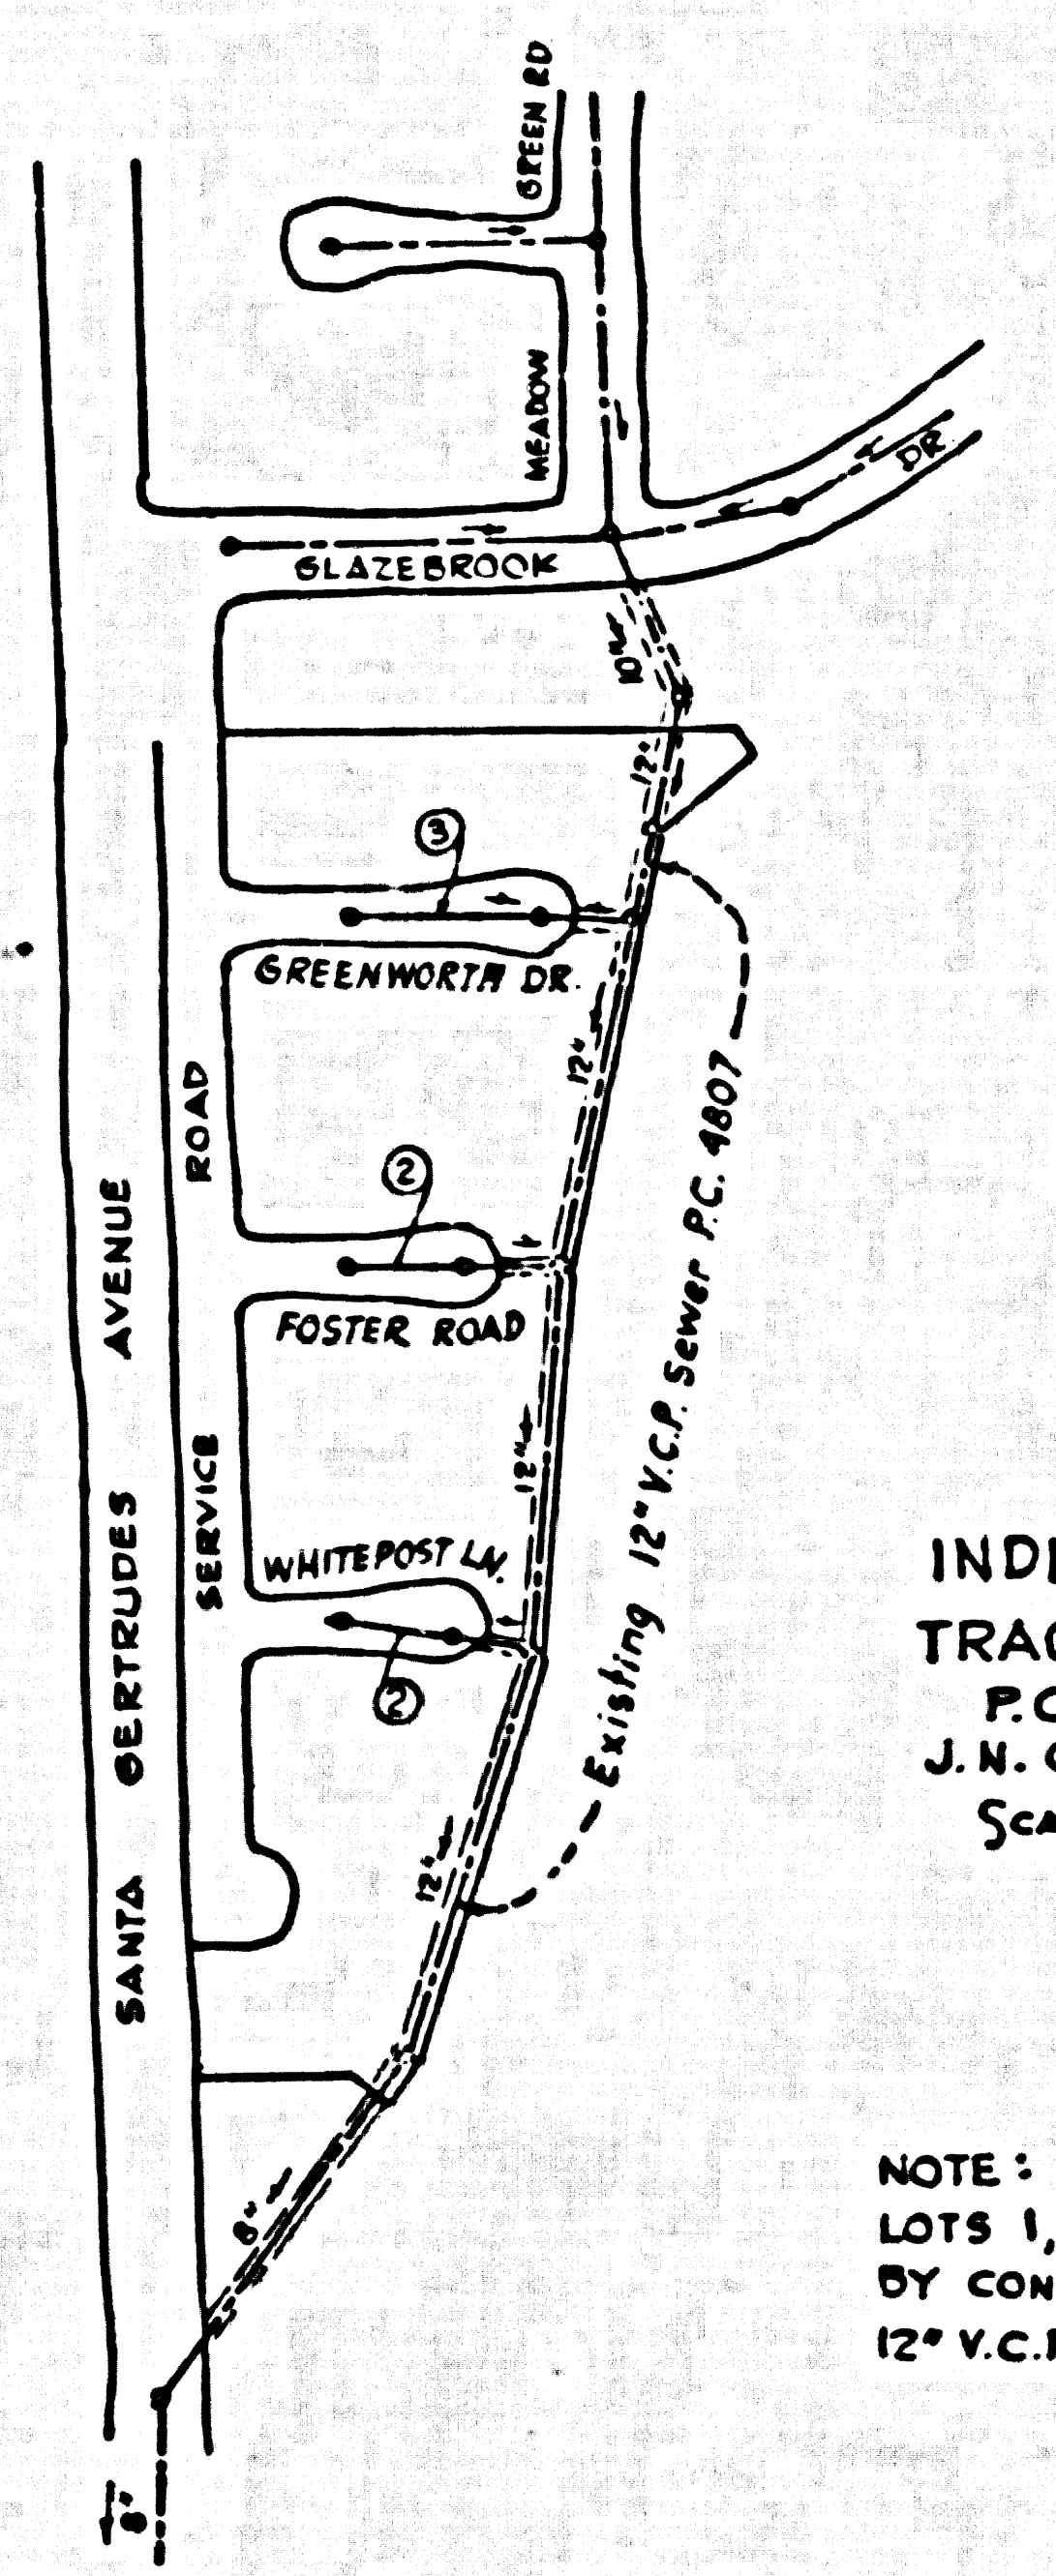 GREEN RD
MEADOW
GLAZEBROOK
DR
10"
12"
3
GREENWORTH DR.
12"
ROAD
2
FOSTER ROAD
AVENUE
Existing 12" V.C.P. Sewer P.C. 4807
12"
SERVICE
WHITEPOST LN.
2
GERTRUDES
12"
SANTA
8"
8"
INDE
TRAC
P.C
J.N. C
SCA
NOTE:
LOTS 1,
BY CON
12" V.C.P